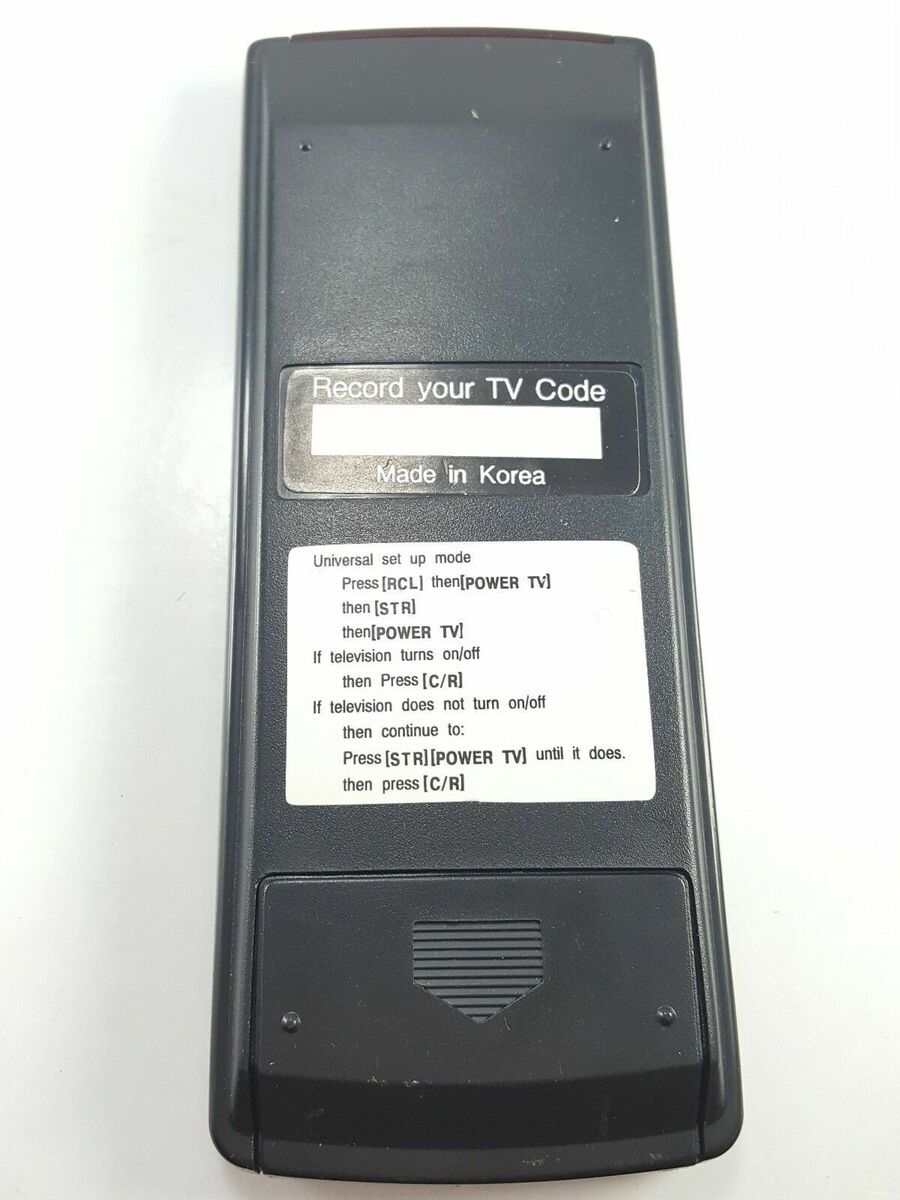 Record your TV Code
Made in Korea
Universal set up mode
Press [RCL] then[POWER TV]
then [STR]
then[POWER TV]
If television turns on/off
then Press [C/R]
If television does not turn on/off
then continue to:
Press [STR][POWER TV] until it does.
then press [C/R]